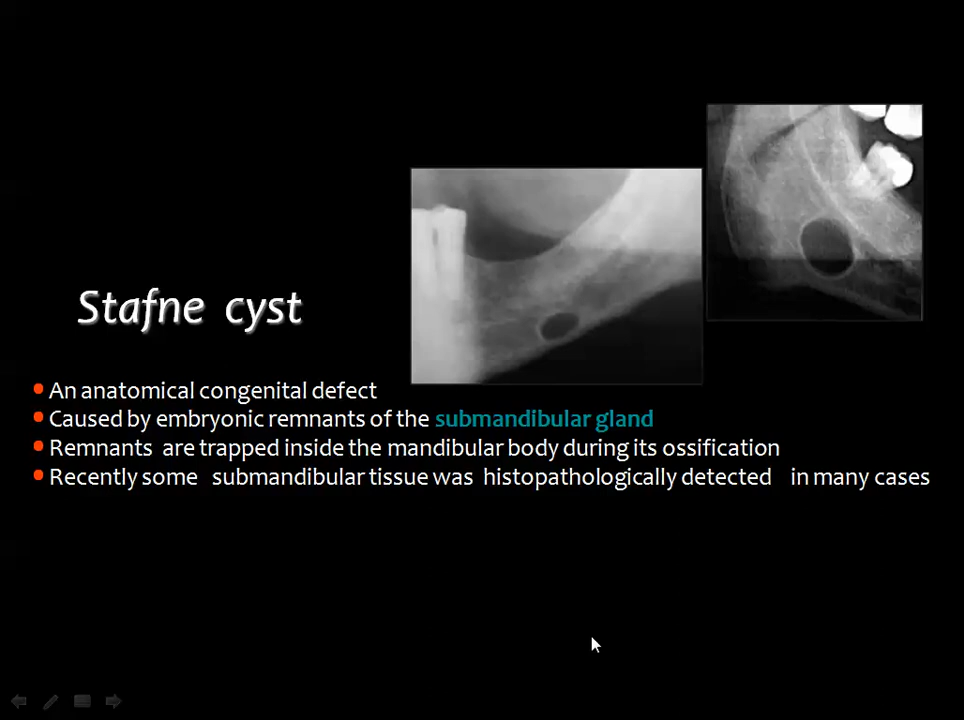 Stafne cyst
An anatomical congenital defect
Caused by embryonic remnants of the submandibular gland
Remnants are trapped inside the mandibular body during its ossification
Recently some submandibular tissue was histopathologically detected in many cases